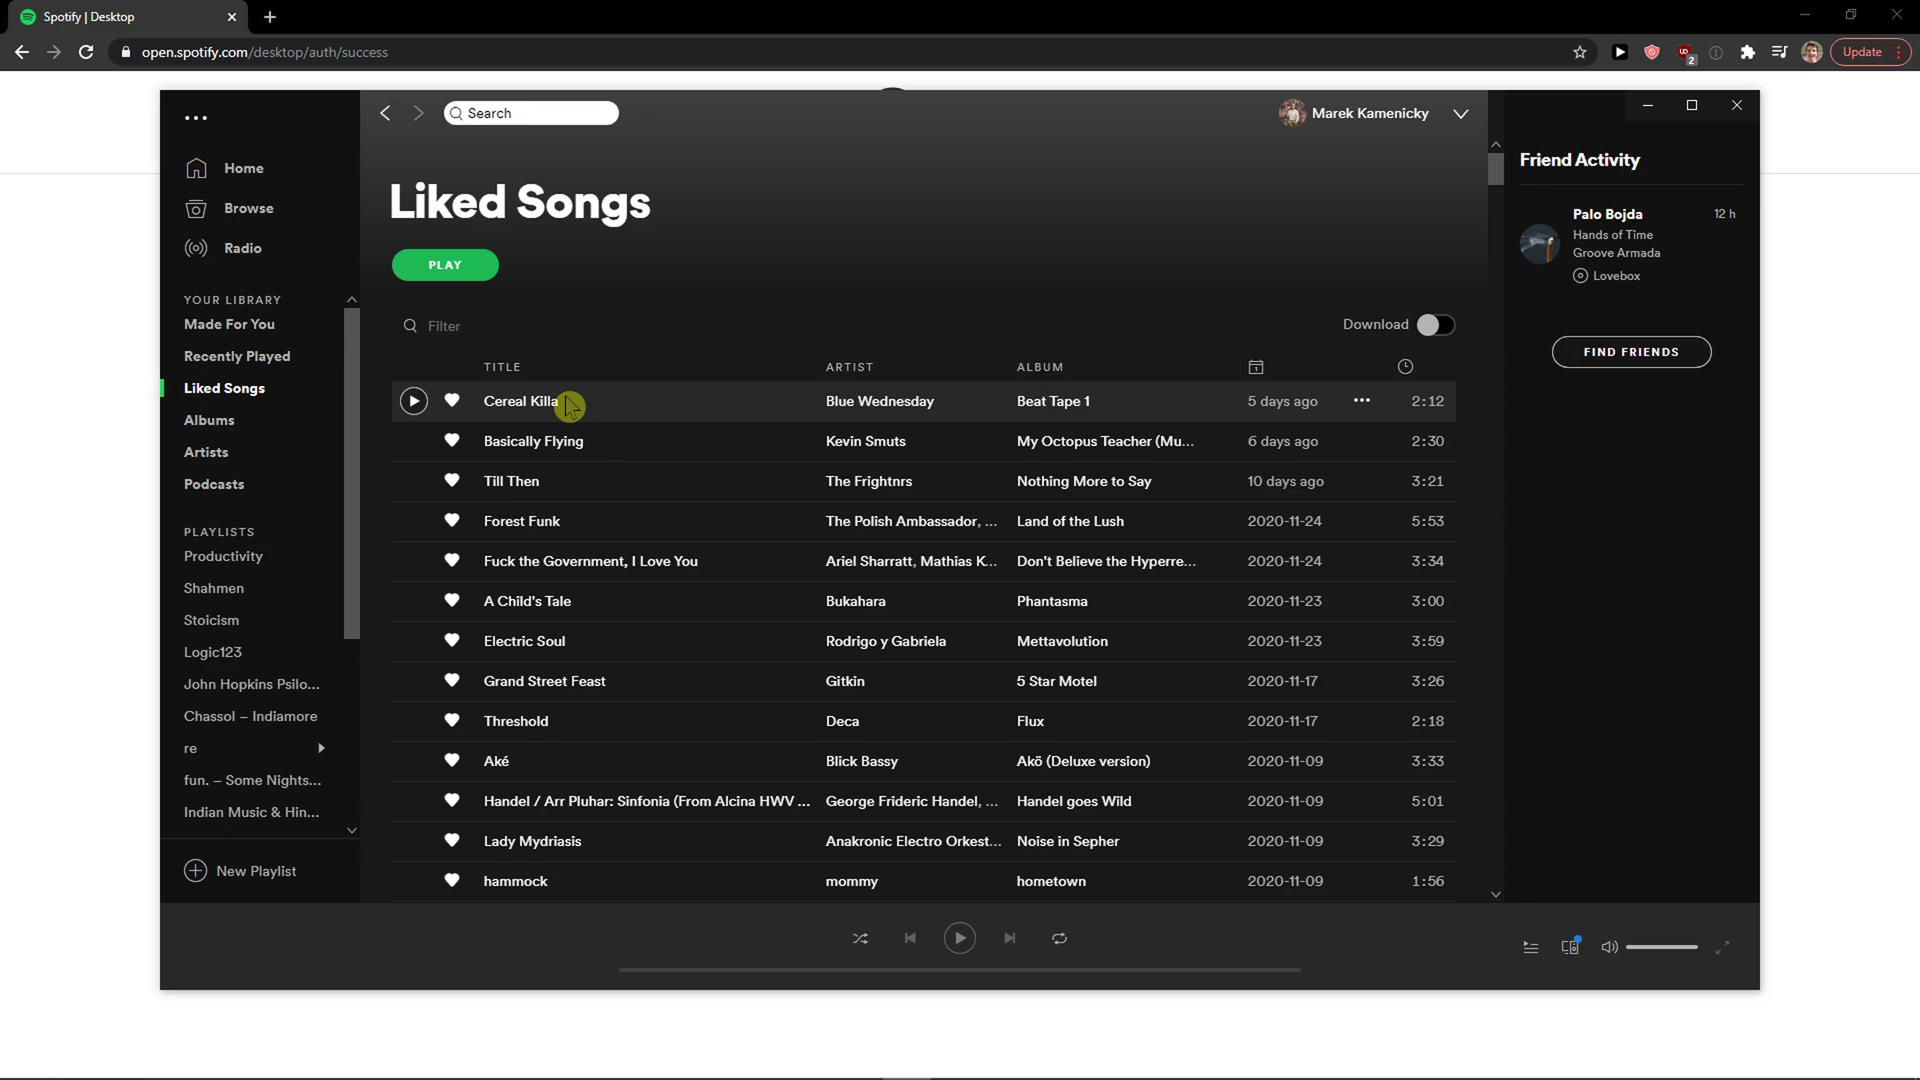 Spotify | Desktop
open.spotify.com/desktop/auth/success
2
Update
Search
Marek Kamenicky
Home
Browse
Radio
YOUR LIBRARY
Made For You
Recently Played
Liked Songs
Albums
Artists
Podcasts
PLAYLISTS
Productivity
Shahmen
Stoicism
Logic123
John Hopkins Psilo...
Chassol – Indiamore
re
fun. – Some Nights...
Indian Music & Hin...
New Playlist
Liked Songs
PLAY
Filter
Download
TITLE ARTIST ALBUM
Cereal Killa Blue Wednesday Beat Tape 1 5 days ago ••• 2:12
Basically Flying Kevin Smuts My Octopus Teacher (Mu... 6 days ago 2:30
Till Then The Frightnrs Nothing More to Say 10 days ago 3:21
Forest Funk The Polish Ambassador, ... Land of the Lush 2020-11-24 5:53
Fuck the Government, I Love You Ariel Sharratt, Mathias K... Don't Believe the Hyperre... 2020-11-24 3:34
A Child's Tale Bukahara Phantasma 2020-11-23 3:00
Electric Soul Rodrigo y Gabriela Mettavolution 2020-11-23 3:59
Grand Street Feast Gitkin 5 Star Motel 2020-11-17 3:26
Threshold Deca Flux 2020-11-17 2:18
Aké Blick Bassy Akö (Deluxe version) 2020-11-09 3:33
Handel / Arr Pluhar: Sinfonia (From Alcina HWV ... George Frideric Handel, ... Handel goes Wild 2020-11-09 5:01
Lady Mydriasis Anakronic Electro Orkest... Noise in Sepher 2020-11-09 3:29
hammock mommy hometown 2020-11-09 1:56
Friend Activity
Palo Bojda 12 h
Hands of Time
Groove Armada
Lovebox
FIND FRIENDS